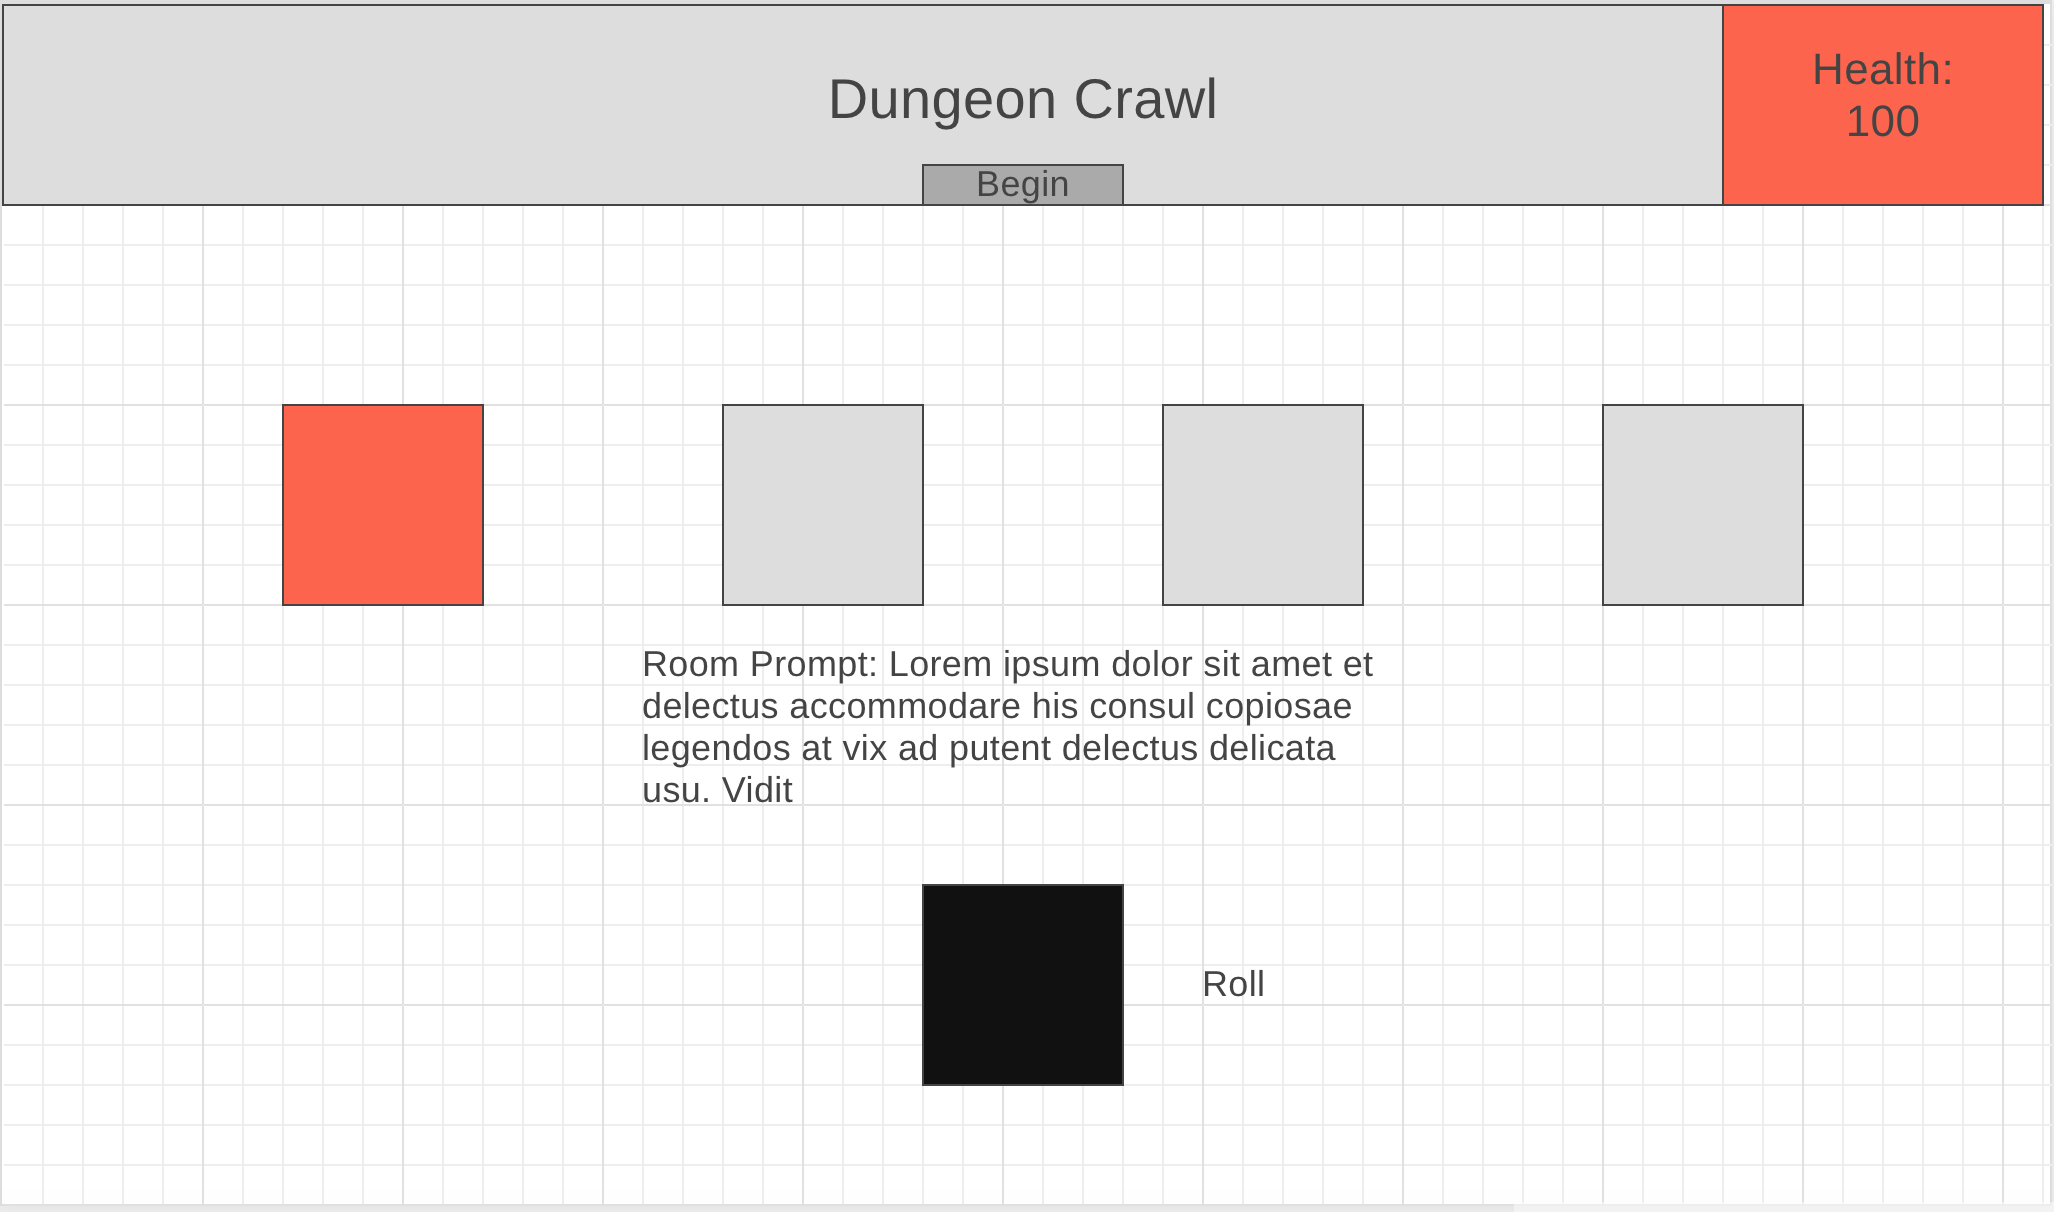 Dungeon Crawl
Begin
Health:
100
Room Prompt: Lorem ipsum dolor sit amet et
delectus accommodare his consul copiosae
legendos at vix ad putent delectus delicata
usu. Vidit
Roll